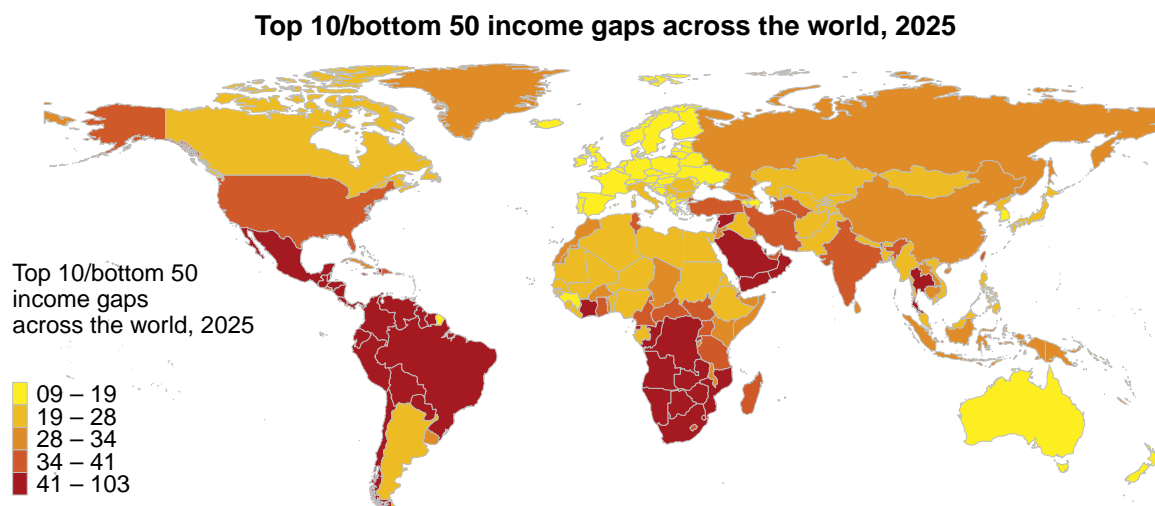 Top 10/bottom 50 income gaps across the world, 2025
Top 10/bottom 50
income gaps
across the world, 2025
09 – 19
19 – 28
28 – 34
34 – 41
41 – 103